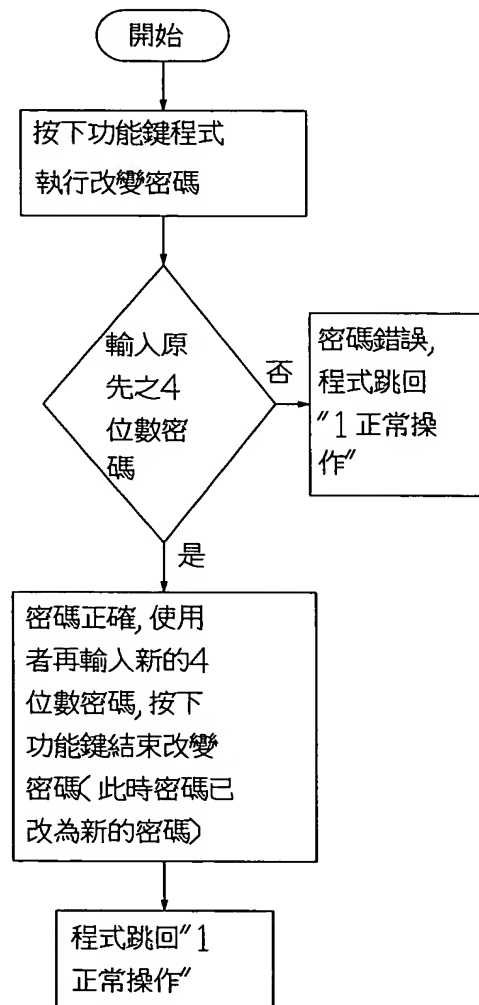 開始
按下功能鍵程式
執行改變密碼
輸入原
先之4
位數密
碼
否
密碼錯誤,
程式跳回
"1 正常操
作"
是
密碼正確, 使用
者再輸入新的4
位數密碼, 按下
功能鍵結束改變
密碼( 此時密碼已
改為新的密碼)
程式跳回"1
正常操作"